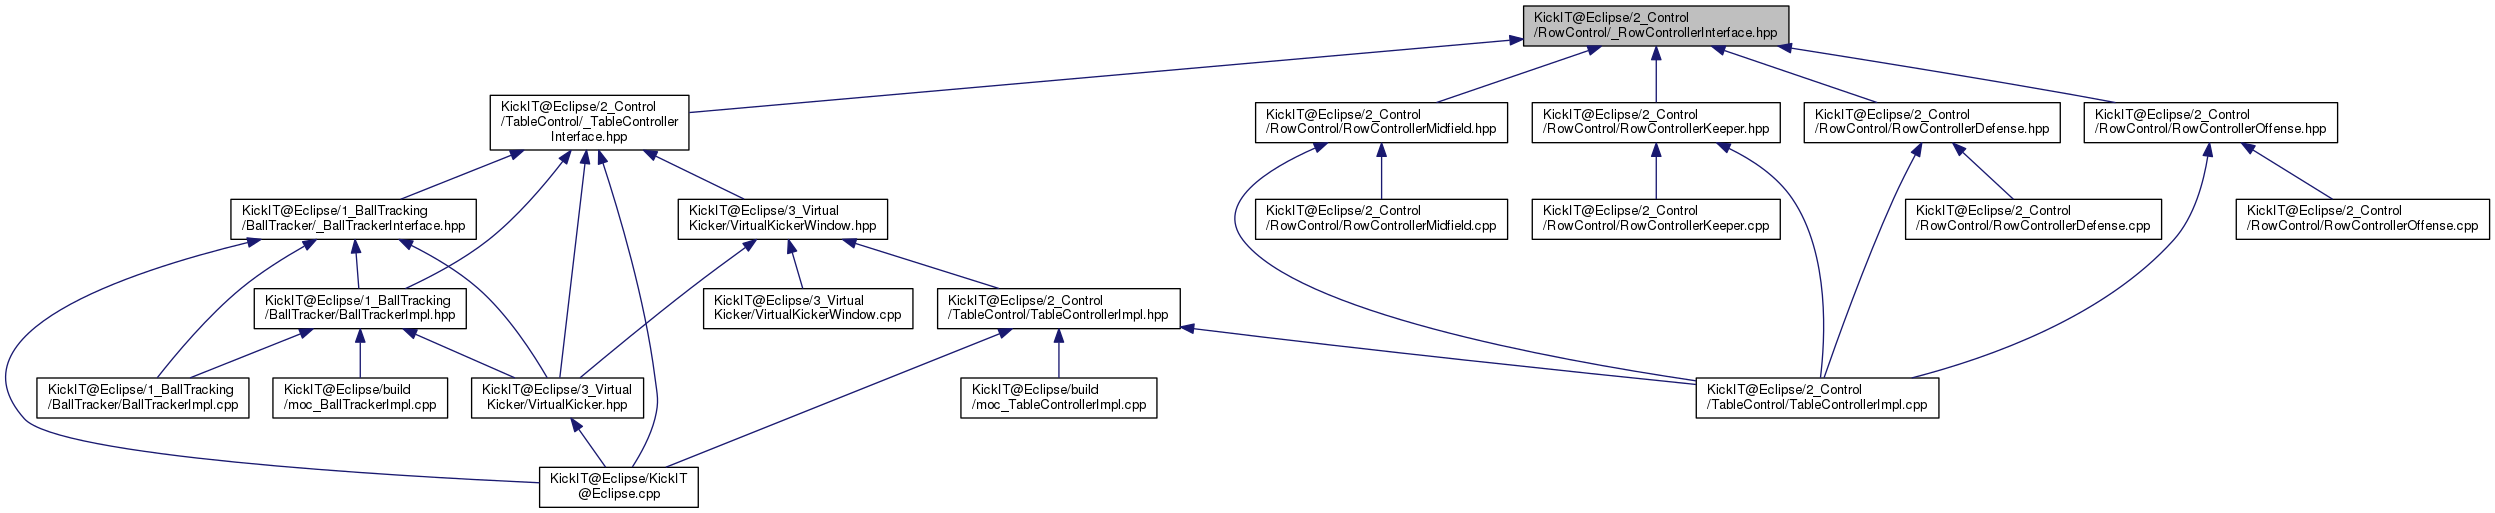 KickIT@Eclipse/2_Control
/RowControl/_RowControllerInterface.hpp
KickIT@Eclipse/2_Control
/TableControl/_TableController
Interface.hpp
KickIT@Eclipse/2_Control
/RowControl/RowControllerMidfield.hpp
KickIT@Eclipse/2_Control
/RowControl/RowControllerKeeper.hpp
KickIT@Eclipse/2_Control
/RowControl/RowControllerDefense.hpp
KickIT@Eclipse/2_Control
/RowControl/RowControllerOffense.hpp
KickIT@Eclipse/1_BallTracking
/BallTracker/_BallTrackerInterface.hpp
KickIT@Eclipse/3_Virtual
Kicker/VirtualKickerWindow.hpp
KickIT@Eclipse/2_Control
/RowControl/RowControllerMidfield.cpp
KickIT@Eclipse/2_Control
/RowControl/RowControllerKeeper.cpp
KickIT@Eclipse/2_Control
/RowControl/RowControllerDefense.cpp
KickIT@Eclipse/2_Control
/RowControl/RowControllerOffense.cpp
KickIT@Eclipse/1_BallTracking
/BallTracker/BallTrackerImpl.hpp
KickIT@Eclipse/3_Virtual
Kicker/VirtualKickerWindow.cpp
KickIT@Eclipse/2_Control
/TableControl/TableControllerImpl.hpp
KickIT@Eclipse/1_BallTracking
/BallTracker/BallTrackerImpl.cpp
KickIT@Eclipse/build
/moc_BallTrackerImpl.cpp
KickIT@Eclipse/3_Virtual
Kicker/VirtualKicker.hpp
KickIT@Eclipse/build
/moc_TableControllerImpl.cpp
KickIT@Eclipse/2_Control
/TableControl/TableControllerImpl.cpp
KickIT@Eclipse/KickIT
@Eclipse.cpp